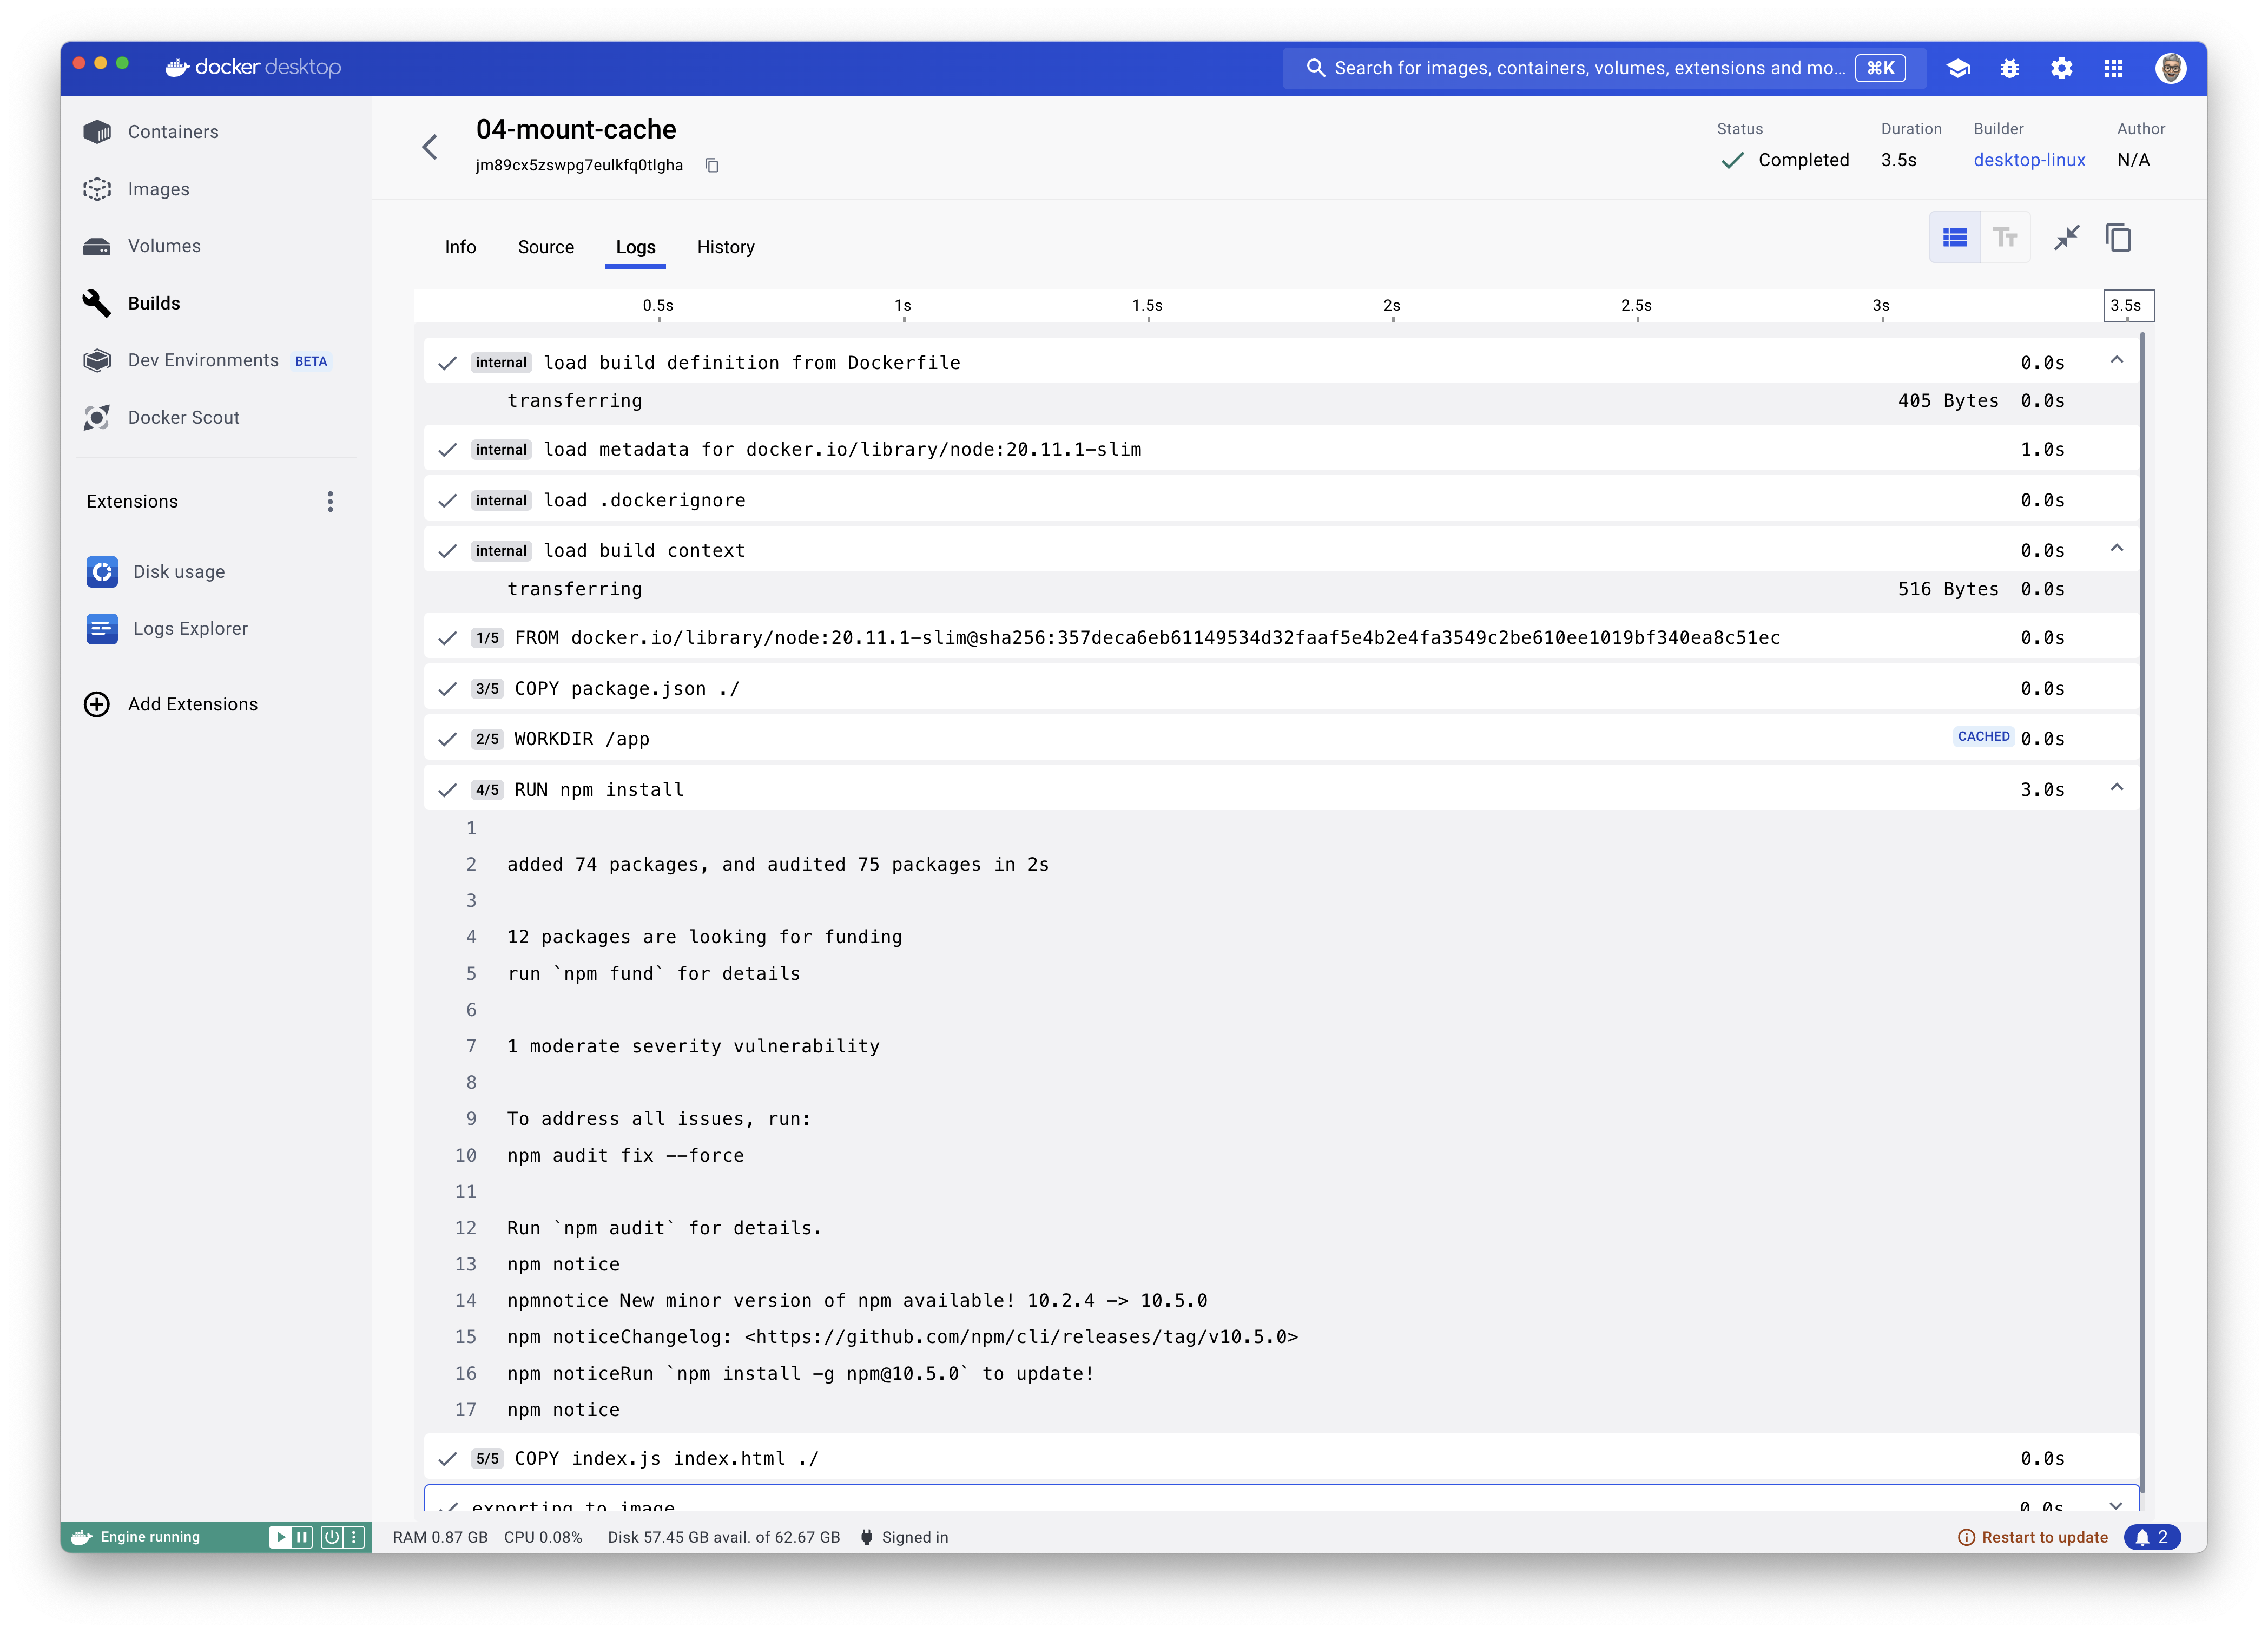 docker desktop
Search for images, containers, volumes, extensions and mo... ⌘K
Containers
Images
Volumes
Builds
Dev Environments BETA
Docker Scout
Extensions
Disk usage
Logs Explorer
Add Extensions
04-mount-cache
jm89cx5zswpg7eulkfq0tlgha
Status Duration Builder Author
Completed 3.5s desktop-linux N/A
Info Source Logs History
Tт
0.5s 1s 1.5s 2s 2.5s 3s 3.5s
internal load build definition from Dockerfile 0.0s
transferring 405 Bytes 0.0s
internal load metadata for docker.io/library/node:20.11.1-slim 1.0s
internal load .dockerignore 0.0s
internal load build context 0.0s
transferring 516 Bytes 0.0s
1/5 FROM docker.io/library/node:20.11.1-slim@sha256:357deca6eb61149534d32faaf5e4b2e4fa3549c2be610ee1019bf340ea8c51ec 0.0s
3/5 COPY package.json ./ 0.0s
2/5 WORKDIR /app CACHED 0.0s
4/5 RUN npm install 3.0s
1
2 added 74 packages, and audited 75 packages in 2s
3
4 12 packages are looking for funding
5 run `npm fund` for details
6
7 1 moderate severity vulnerability
8
9 To address all issues, run:
10 npm audit fix --force
11
12 Run `npm audit` for details.
13 npm notice
14 npmnotice New minor version of npm available! 10.2.4 -> 10.5.0
15 npm noticeChangelog: <https://github.com/npm/cli/releases/tag/v10.5.0>
16 npm noticeRun `npm install -g npm@10.5.0` to update!
17 npm notice
5/5 COPY index.js index.html ./ 0.0s
exporting to image 0.0s
Engine running RAM 0.87 GB CPU 0.08% Disk 57.45 GB avail. of 62.67 GB Signed in Restart to update 2